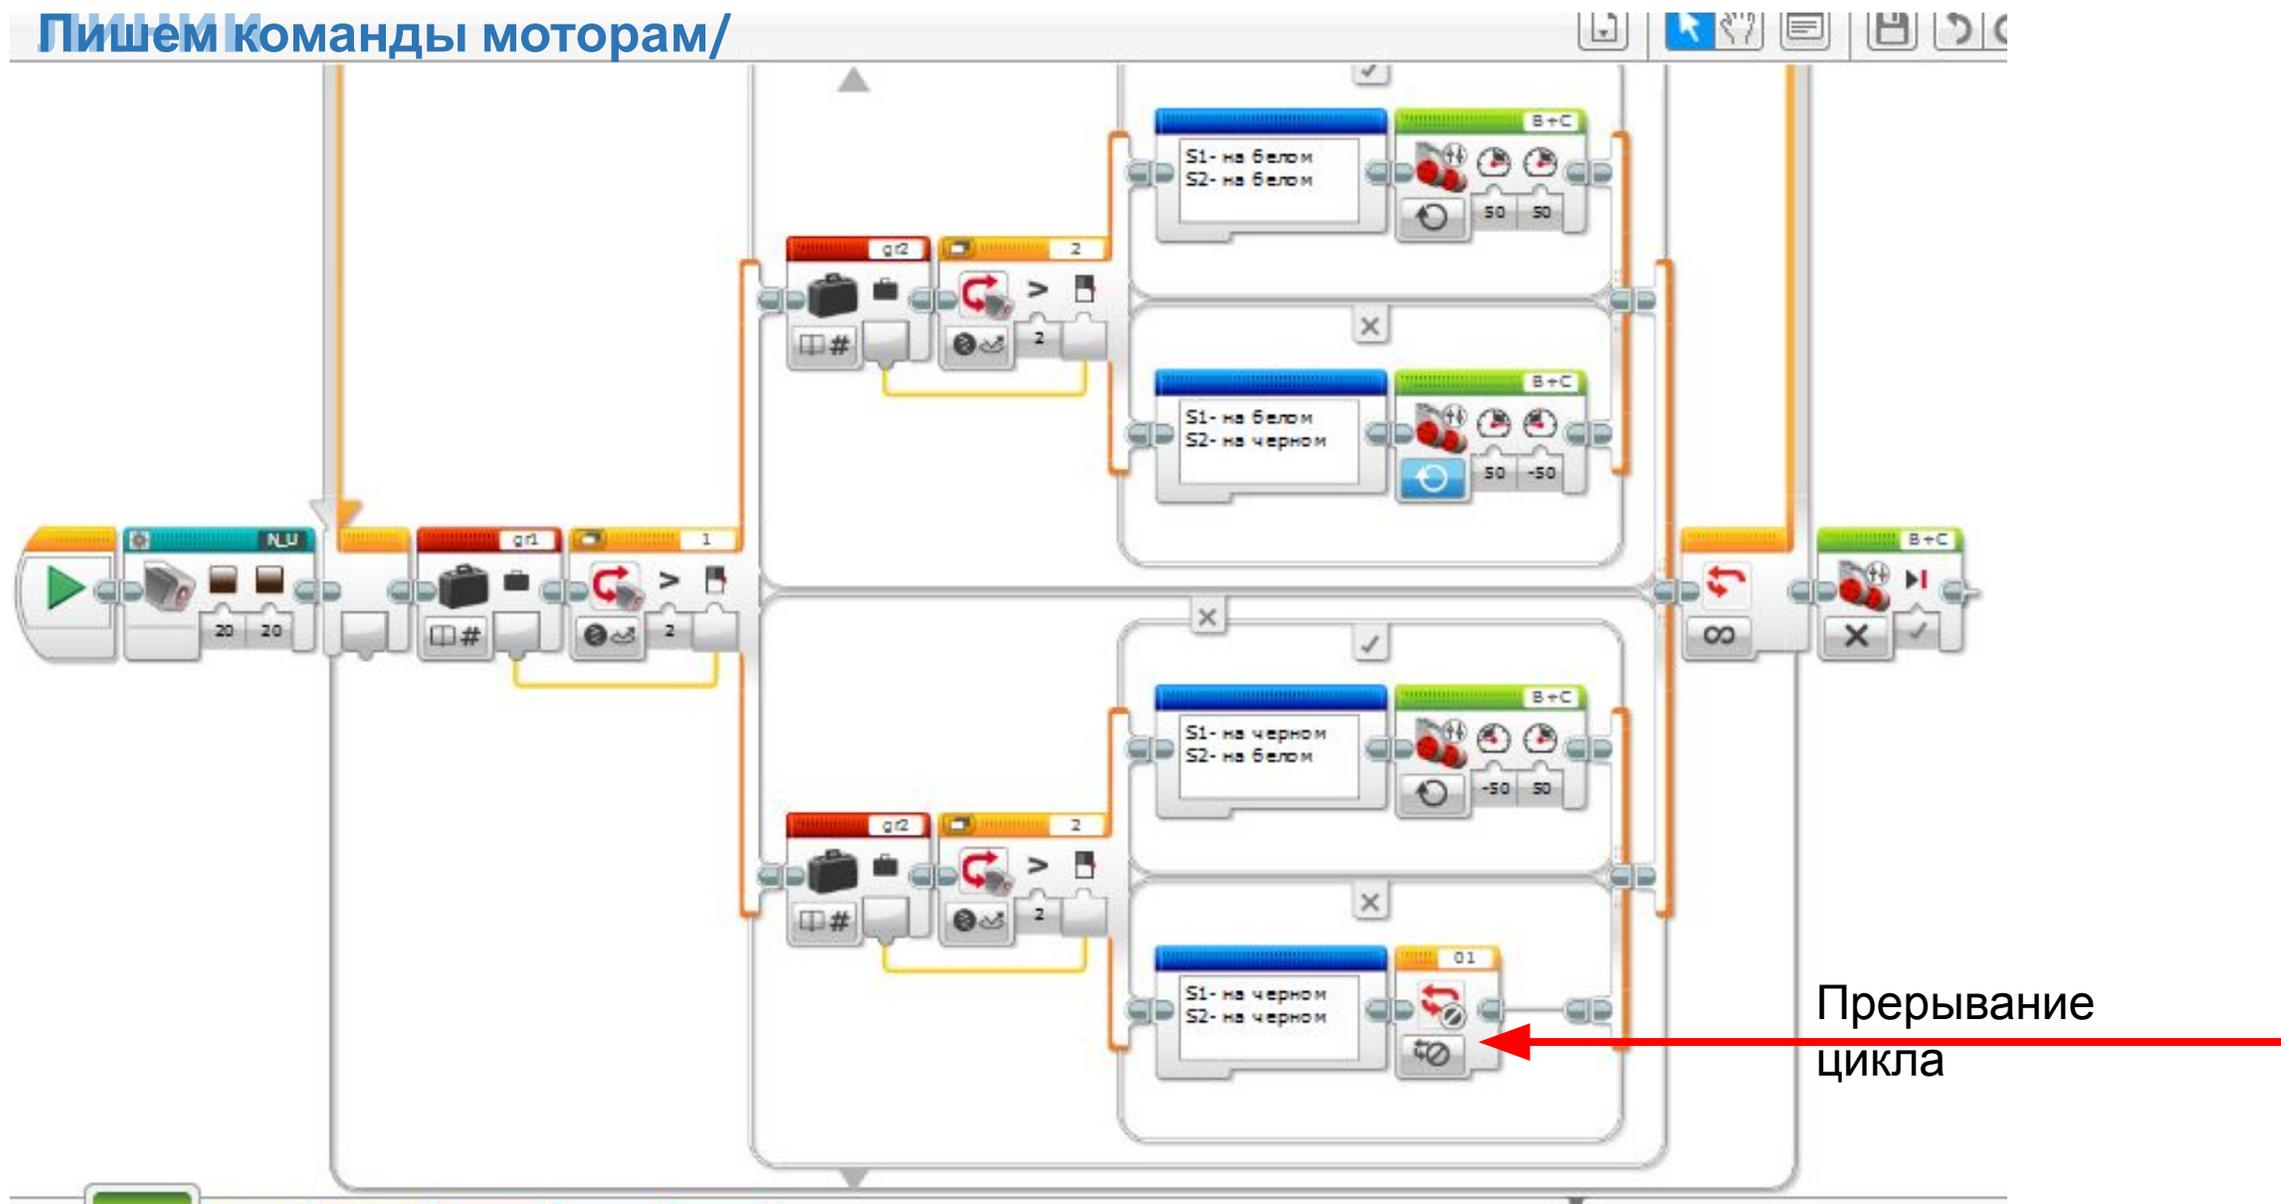 линии
Пишем команды моторам/
B+C
S1- на белом
S2- на белом
50 50
gr2 2
2
B+C
S1- на белом
S2- на черном
50 -50
N_U
gr1 1
B+C
20 20
2
B+C
S1- на черном
S2- на белом
-50 50
gr2 2
2
01
S1- на черном
S2- на черном
Прерывание
цикла